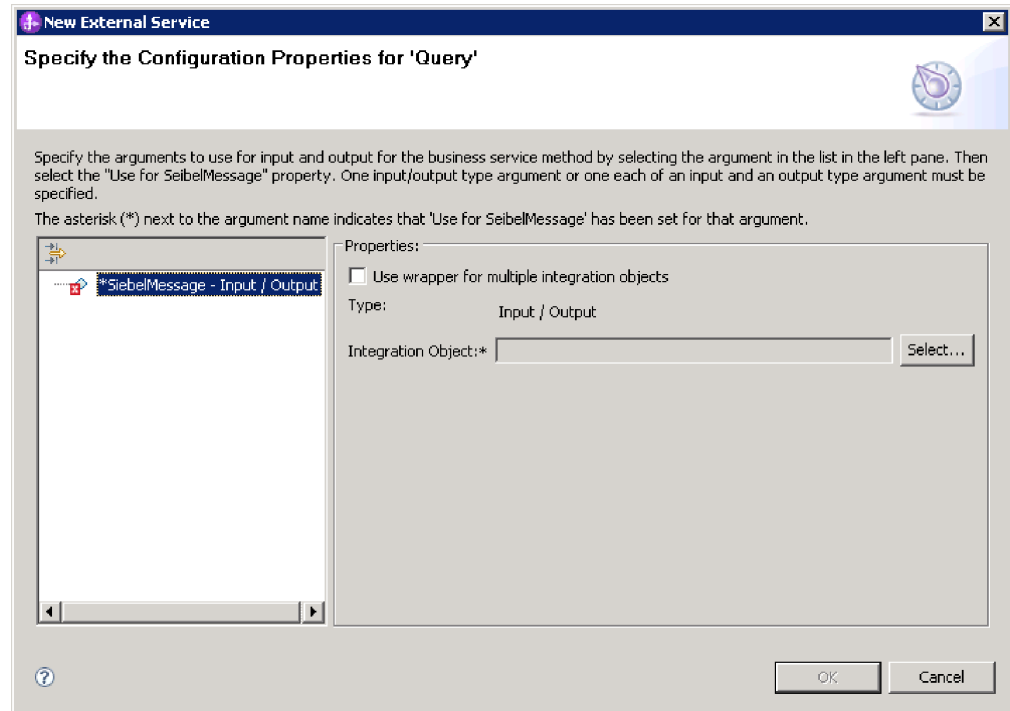 New External Service
Specify the Configuration Properties for 'Query'
Specify the arguments to use for input and output for the business service method by selecting the argument in the list in the left pane. Then
select the "Use for SeibelMessage" property. One input/output type argument or one each of an input and an output type argument must be
specified.
The asterisk (*) next to the argument name indicates that 'Use for SeibelMessage' has been set for that argument.
*SiebelMessage - Input / Output
Properties:
Use wrapper for multiple integration objects
Type: Input / Output
Integration Object:* Select...
OK Cancel